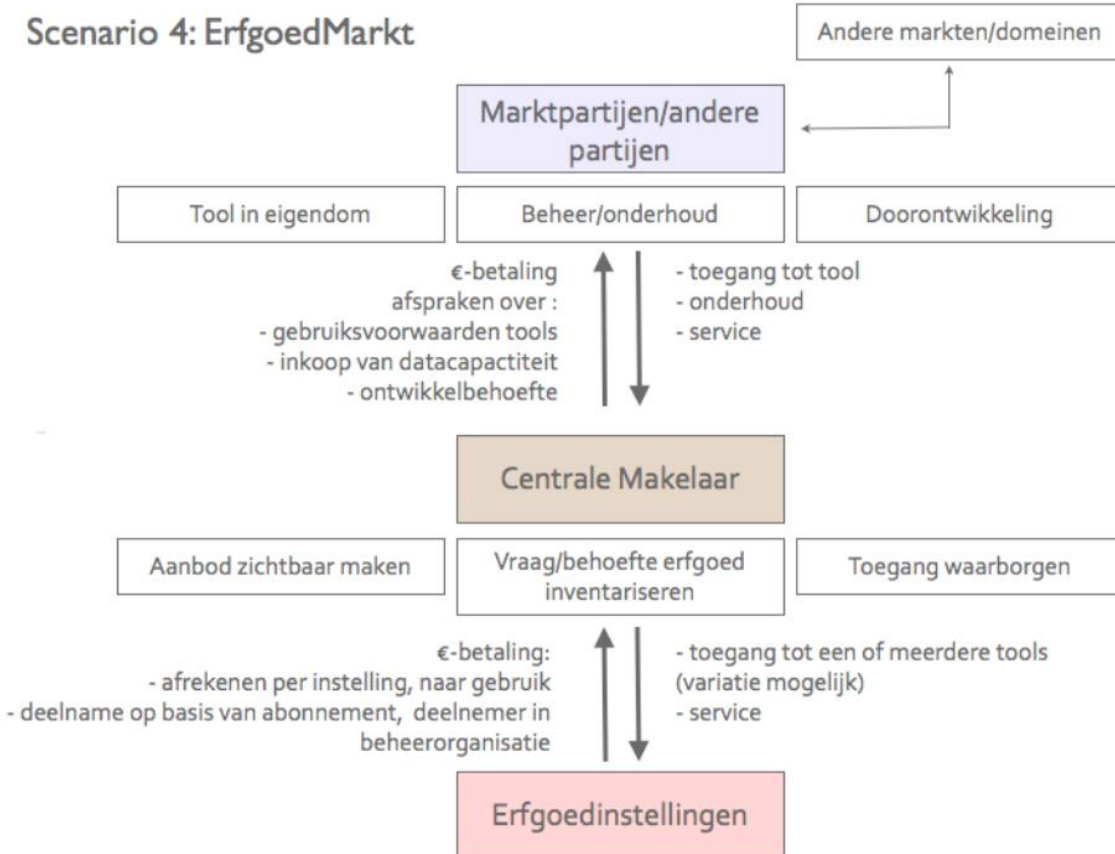 Scenario 4: ErfgoedMarkt
Andere markten/domeinen
Marktpartijen/andere
partijen
Tool in eigendom
Beheer/onderhoud
Doorontwikkeling
€-betaling
afspraken over :
- gebruiksvoorwaarden tools
- inkoop van datacapactiteit
- ontwikkelbehoefte
- toegang tot tool
- onderhoud
- service
Centrale Makelaar
Aanbod zichtbaar maken
Vraag/behoefte erfgoed
inventariseren
Toegang waarborgen
€-betaling:
- afrekenen per instelling, naar gebruik
- deelname op basis van abonnement, deelnemer in
beheerorganisatie
- toegang tot een of meerdere tools
(variatie mogelijk)
- service
Erfgoedinstellingen